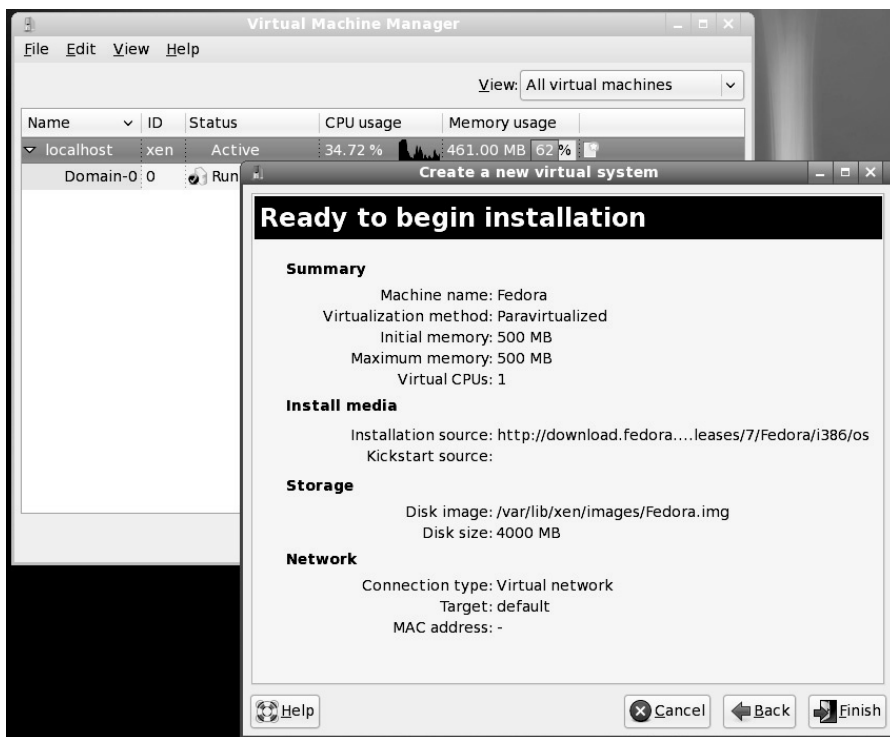 Virtual Machine Manager
File Edit View Help
View: All virtual machines
Name ID Status CPU usage Memory usage
localhost xen Active 34.72 % 461.00 MB 62 %
Domain-0 0 Run
Create a new virtual system
Ready to begin installation
Summary
Machine name: Fedora
Virtualization method: Paravirtualized
Initial memory: 500 MB
Maximum memory: 500 MB
Virtual CPUs: 1
Install media
Installation source: http://download.fedora....leases/7/Fedora/i386/os
Kickstart source:
Storage
Disk image: /var/lib/xen/images/Fedora.img
Disk size: 4000 MB
Network
Connection type: Virtual network
Target: default
MAC address: -
Help Cancel Back Finish